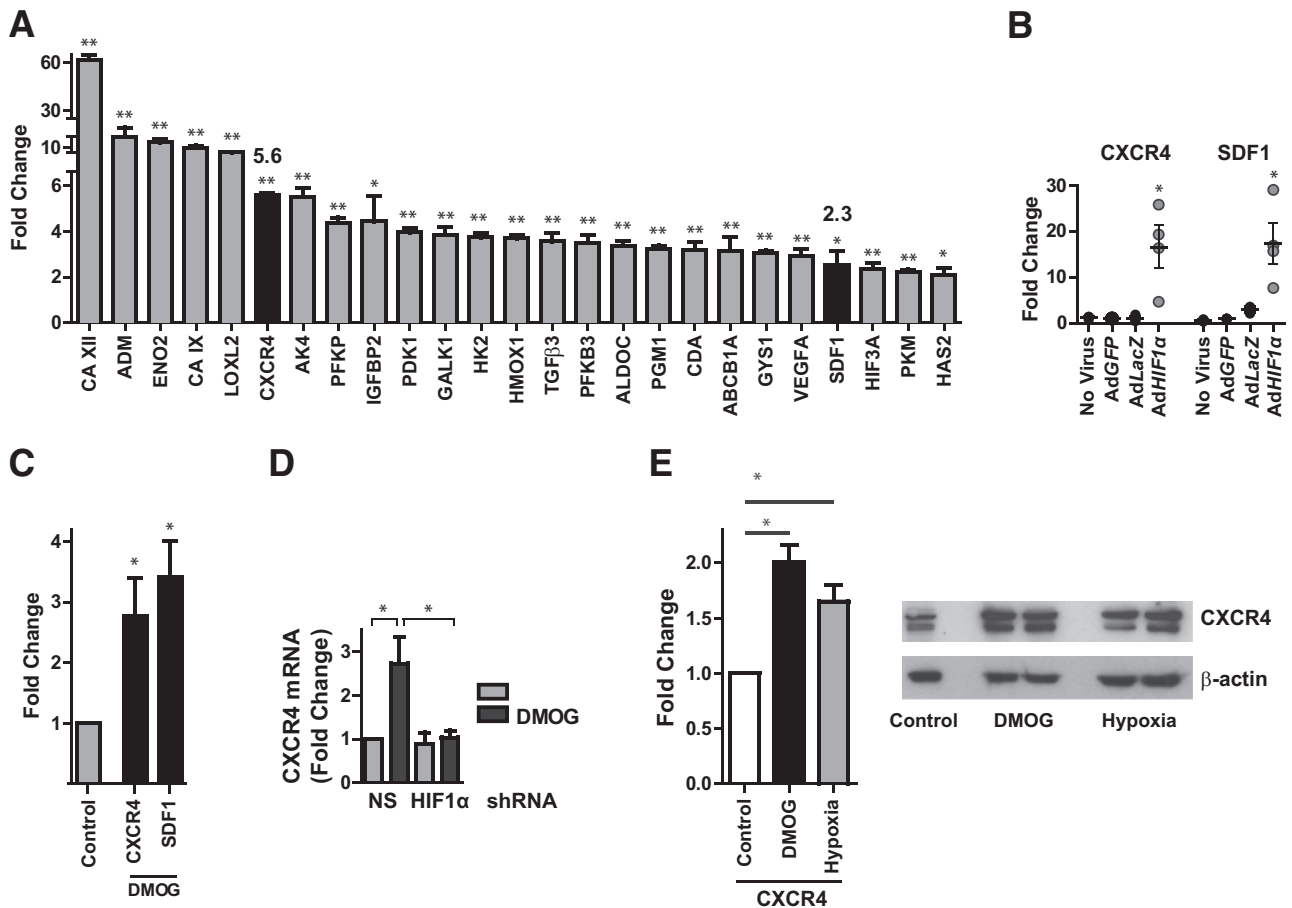 A
Fold Change
60
30
10
6
4
2
0
** ** ** ** ** ** ** ** * ** ** ** ** ** ** ** ** ** ** ** ** * ** ** *
5.6
2.3
CA XII
ADM
ENO2
CA IX
LOXL2
CXCR4
AK4
PFKP
IGFBP2
PDK1
GALK1
HK2
HMOX1
TGFβ3
PFKB3
ALDOC
PGM1
CDA
ABCB1A
GYS1
VEGFA
SDF1
HIF3A
PKM
HAS2
B
CXCR4 SDF1
* *
Fold Change
30
20
10
0
No Virus
AdGFP
AdLacZ
AdHIF1α
No Virus
AdGFP
AdLacZ
AdHIF1α
C
Fold Change
4
3
2
1
* *
Control
CXCR4
SDF1
DMOG
D
CXCR4 mRNA
(Fold Change)
3
2
1
0
* *
DMOG
NS HIF1α shRNA
E
*
*
Fold Change
2.0
1.5
1.0
0.5
0.0
Control
DMOG
Hypoxia
CXCR4
CXCR4
β-actin
Control DMOG Hypoxia